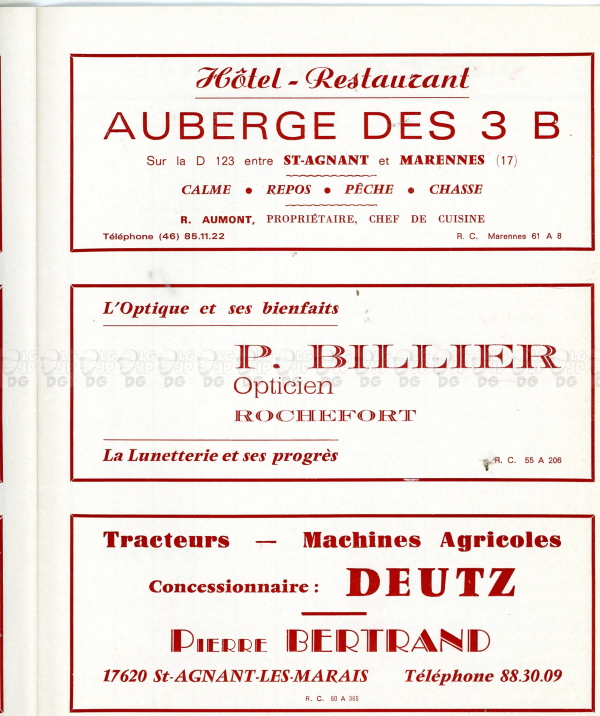 Hôtel - Restaurant
AUBERGE DES 3 B
Sur la D 123 entre ST-AGNANT et MARENNES (17)
CALME • REPOS • PÊCHE • CHASSE
R. AUMONT, PROPRIÉTAIRE, CHEF DE CUISINE
Téléphone (46) 85.11.22 R. C. Marennes 61 A 8
L'Optique et ses bienfaits
P. BILLIER
Opticien
ROCHEFORT
La Lunetterie et ses progrès R. C. 55 A 206
Tracteurs — Machines Agricoles
Concessionnaire : DEUTZ
PIERRE BERTRAND
17620 St-AGNANT-LES-MARAIS Téléphone 88.30.09
R. C. 60 A 360